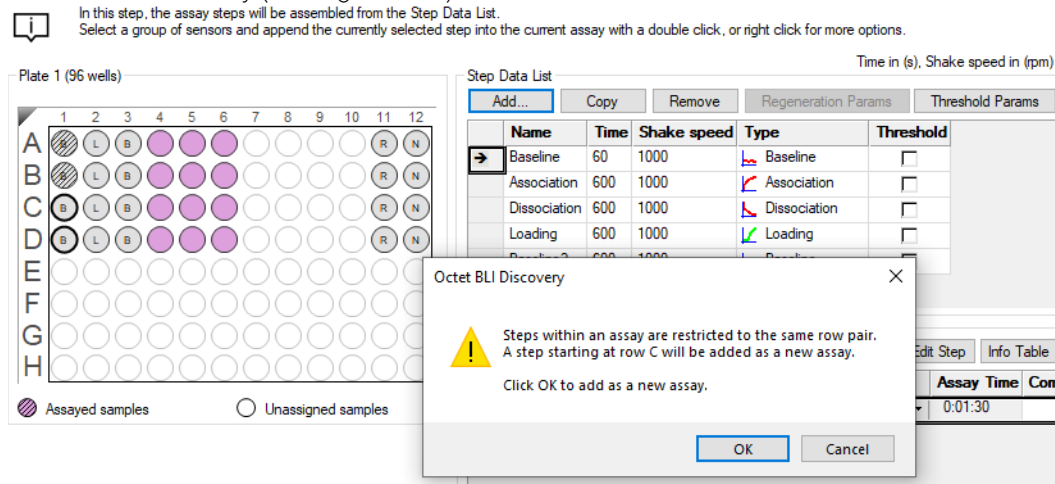 In this step, the assay steps will be assembled from the Step Data List.
Select a group of sensors and append the currently selected step into the current assay with a double click, or right click for more options.
Time in (s), Shake speed in (rpm)
Plate 1 (96 wells)
1 2 3 4 5 6 7 8 9 10 11 12
A B L B R N
B B L B R N
C B L B R N
D B L B R N
E
F
G
H
Assayed samples
Unassigned samples
Step Data List
Add... Copy Remove Regeneration Params Threshold Params
Name Time Shake speed Type Threshold
Baseline 60 1000 Baseline
Association 600 1000 Association
Dissociation 600 1000 Dissociation
Loading 600 1000 Loading
Octet BLI Discovery
Steps within an assay are restricted to the same row pair.
A step starting at row C will be added as a new assay.
Click OK to add as a new assay.
OK Cancel
Edit Step Info Table
Assay Time
0:01:30